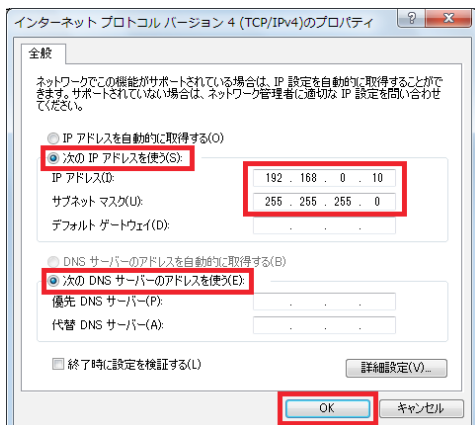 インターネット プロトコル バージョン 4 (TCP/IPv4)のプロパティ
全般
ネットワークでこの機能がサポートされている場合は、IP 設定を自動的に取得することがで
きます。サポートされていない場合は、ネットワーク管理者に適切な IP 設定を問い合わせ
てください。
IP アドレスを自動的に取得する(O)
次の IP アドレスを使う(S):
IP アドレス(I): 192 . 168 . 0 . 10
サブネット マスク(U): 255 . 255 . 255 . 0
デフォルト ゲートウェイ(D): . . .
DNS サーバーのアドレスを自動的に取得する(B)
次の DNS サーバーのアドレスを使う(E):
優先 DNS サーバー(P): . . .
代替 DNS サーバー(A): . . .
終了時に設定を検証する(L)
詳細設定(V)...
OK キャンセル